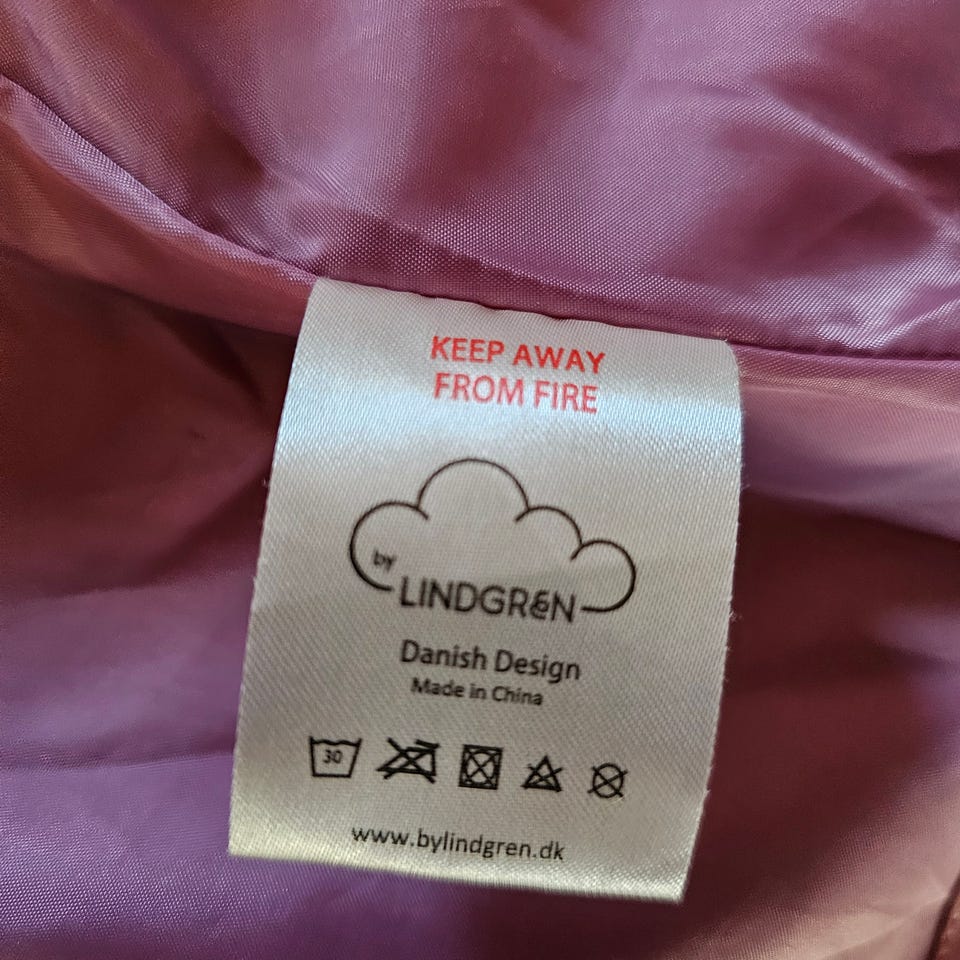 KEEP AWAY
FROM FIRE
by
LINDGREN
Danish Design
Made in China
30
www.bylindgren.dk